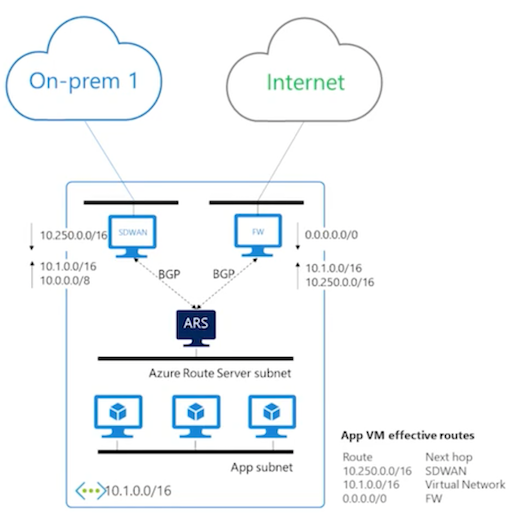 On-prem 1
Internet
10.250.0.0/16
SDWAN
FW
0.0.0.0.0/0
10.1.0.0/16
10.0.0.0/8
BGP
BGP
10.1.0.0/16
10.250.0.0/16
ARS
Azure Route Server subnet
App subnet
10.1.0.0/16
App VM effective routes
Route Next hop
10.250.0.0/16 SDWAN
10.1.0.0/16 Virtual Network
0.0.0.0/0 FW